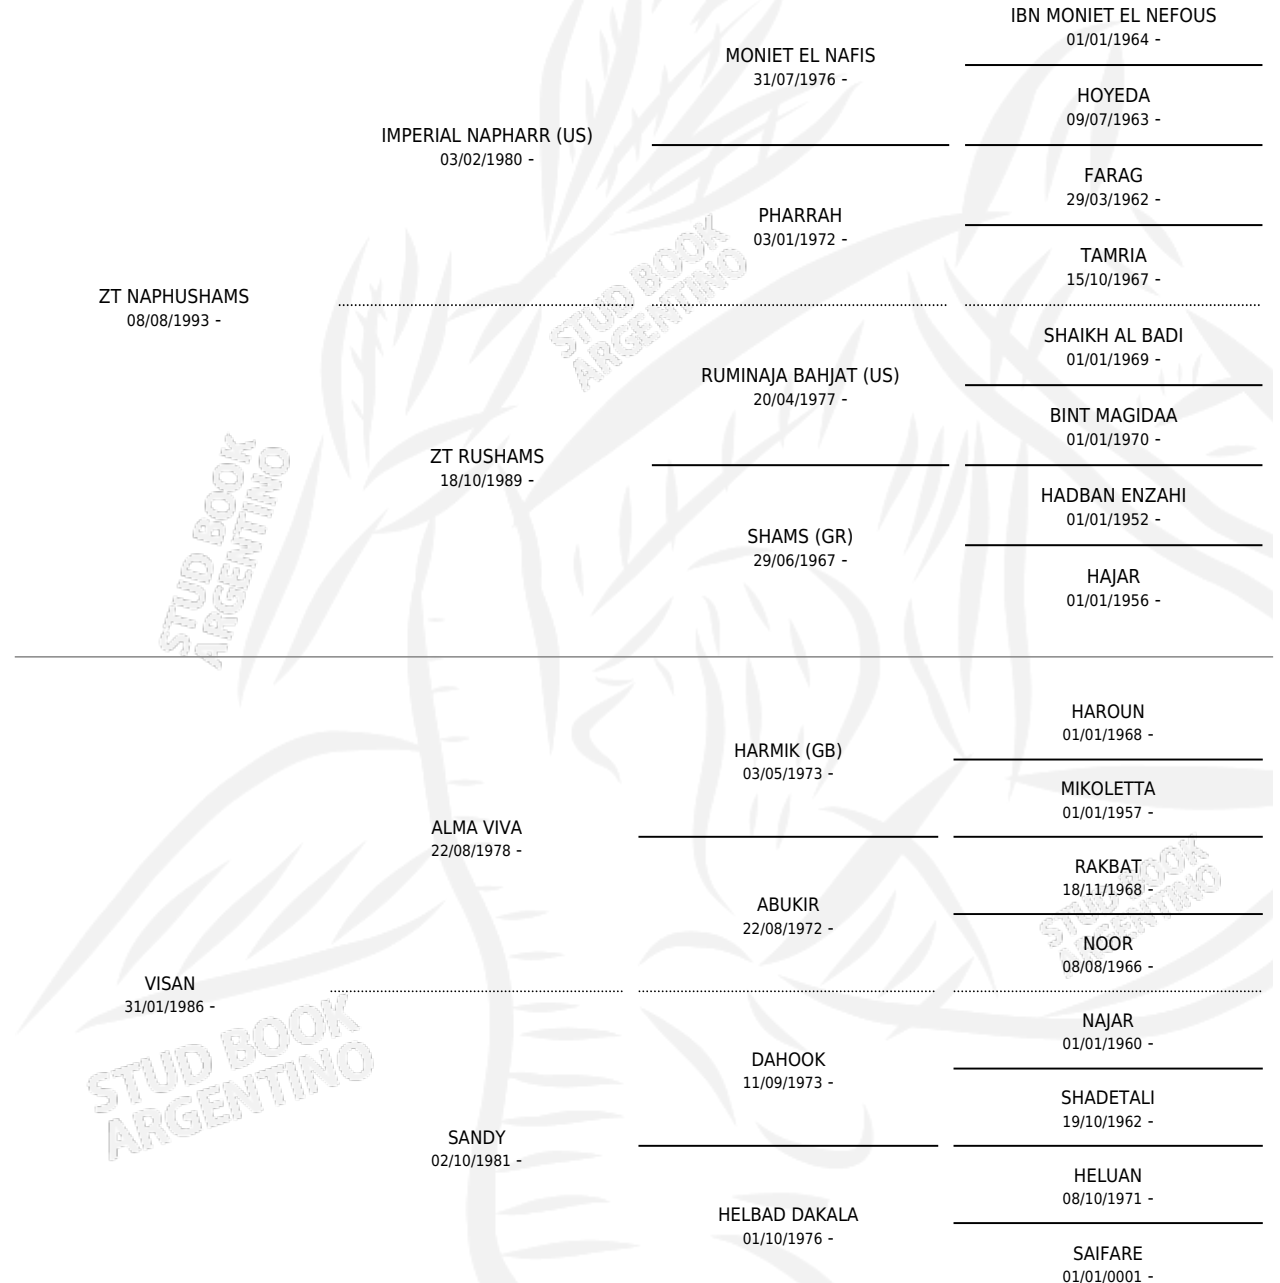 IBN MONIET EL NEFOUS
01/01/1964 -
MONIET EL NAFIS
31/07/1976 -
HOYEDA
09/07/1963 -
IMPERIAL NAPHARR (US)
03/02/1980 -
FARAG
29/03/1962 -
PHARRAH
03/01/1972 -
TAMRIA
15/10/1967 -
ZT NAPHUSHAMS
08/08/1993 -
STUD BOOK
ARGENTINO
SHAIKH AL BADI
01/01/1969 -
RUMINAJA BAHJAT (US)
20/04/1977 -
BINT MAGIDAA
01/01/1970 -
ZT RUSHAMS
18/10/1989 -
HADBAN ENZAHI
01/01/1952 -
SHAMS (GR)
29/06/1967 -
HAJAR
01/01/1956 -
STUD BOOK
ARGENTINO
HAROUN
01/01/1968 -
HARMIK (GB)
03/05/1973 -
MIKOLETTA
01/01/1957 -
ALMA VIVA
22/08/1978 -
RAKBAT
18/11/1968 -
ABUKIR
22/08/1972 -
NOOR
08/08/1966 -
STUD BOOK
ARGENTINO
VISAN
31/01/1986 -
NAJAR
01/01/1960 -
DAHOOK
11/09/1973 -
SHADETALI
19/10/1962 -
STUD BOOK
ARGENTINO
SANDY
02/10/1981 -
HELUAN
08/10/1971 -
HELBAD DAKALA
01/10/1976 -
SAIFARE
01/01/0001 -